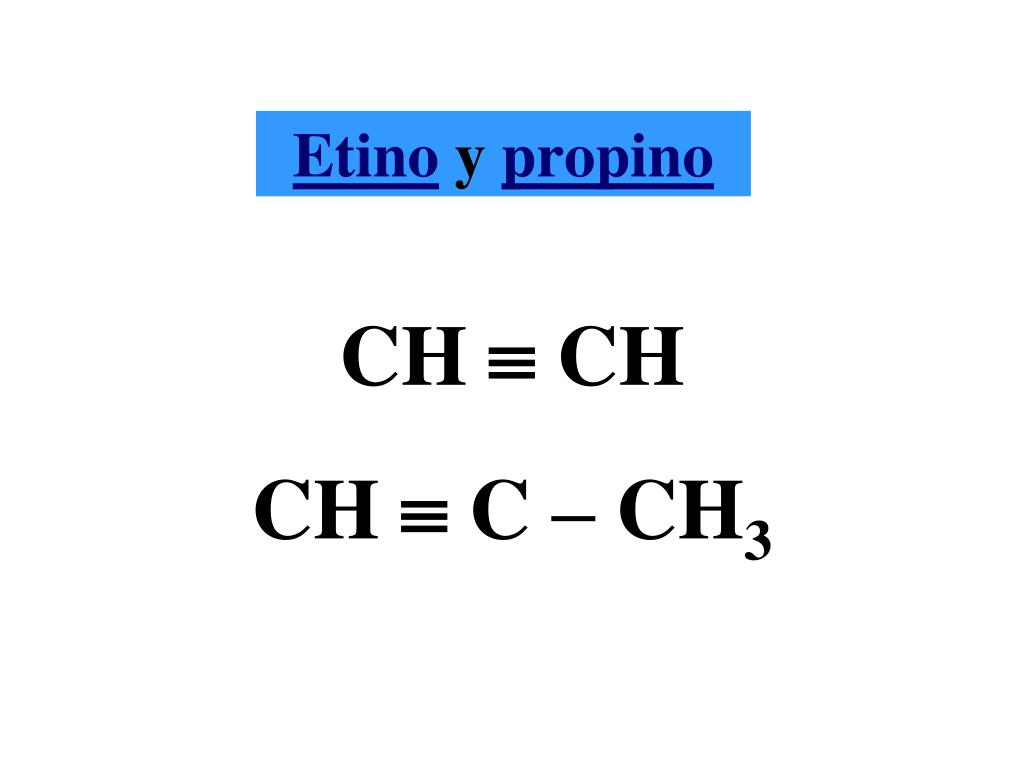 Etino y propino
CH ≡ CH
CH ≡ C – CH₃